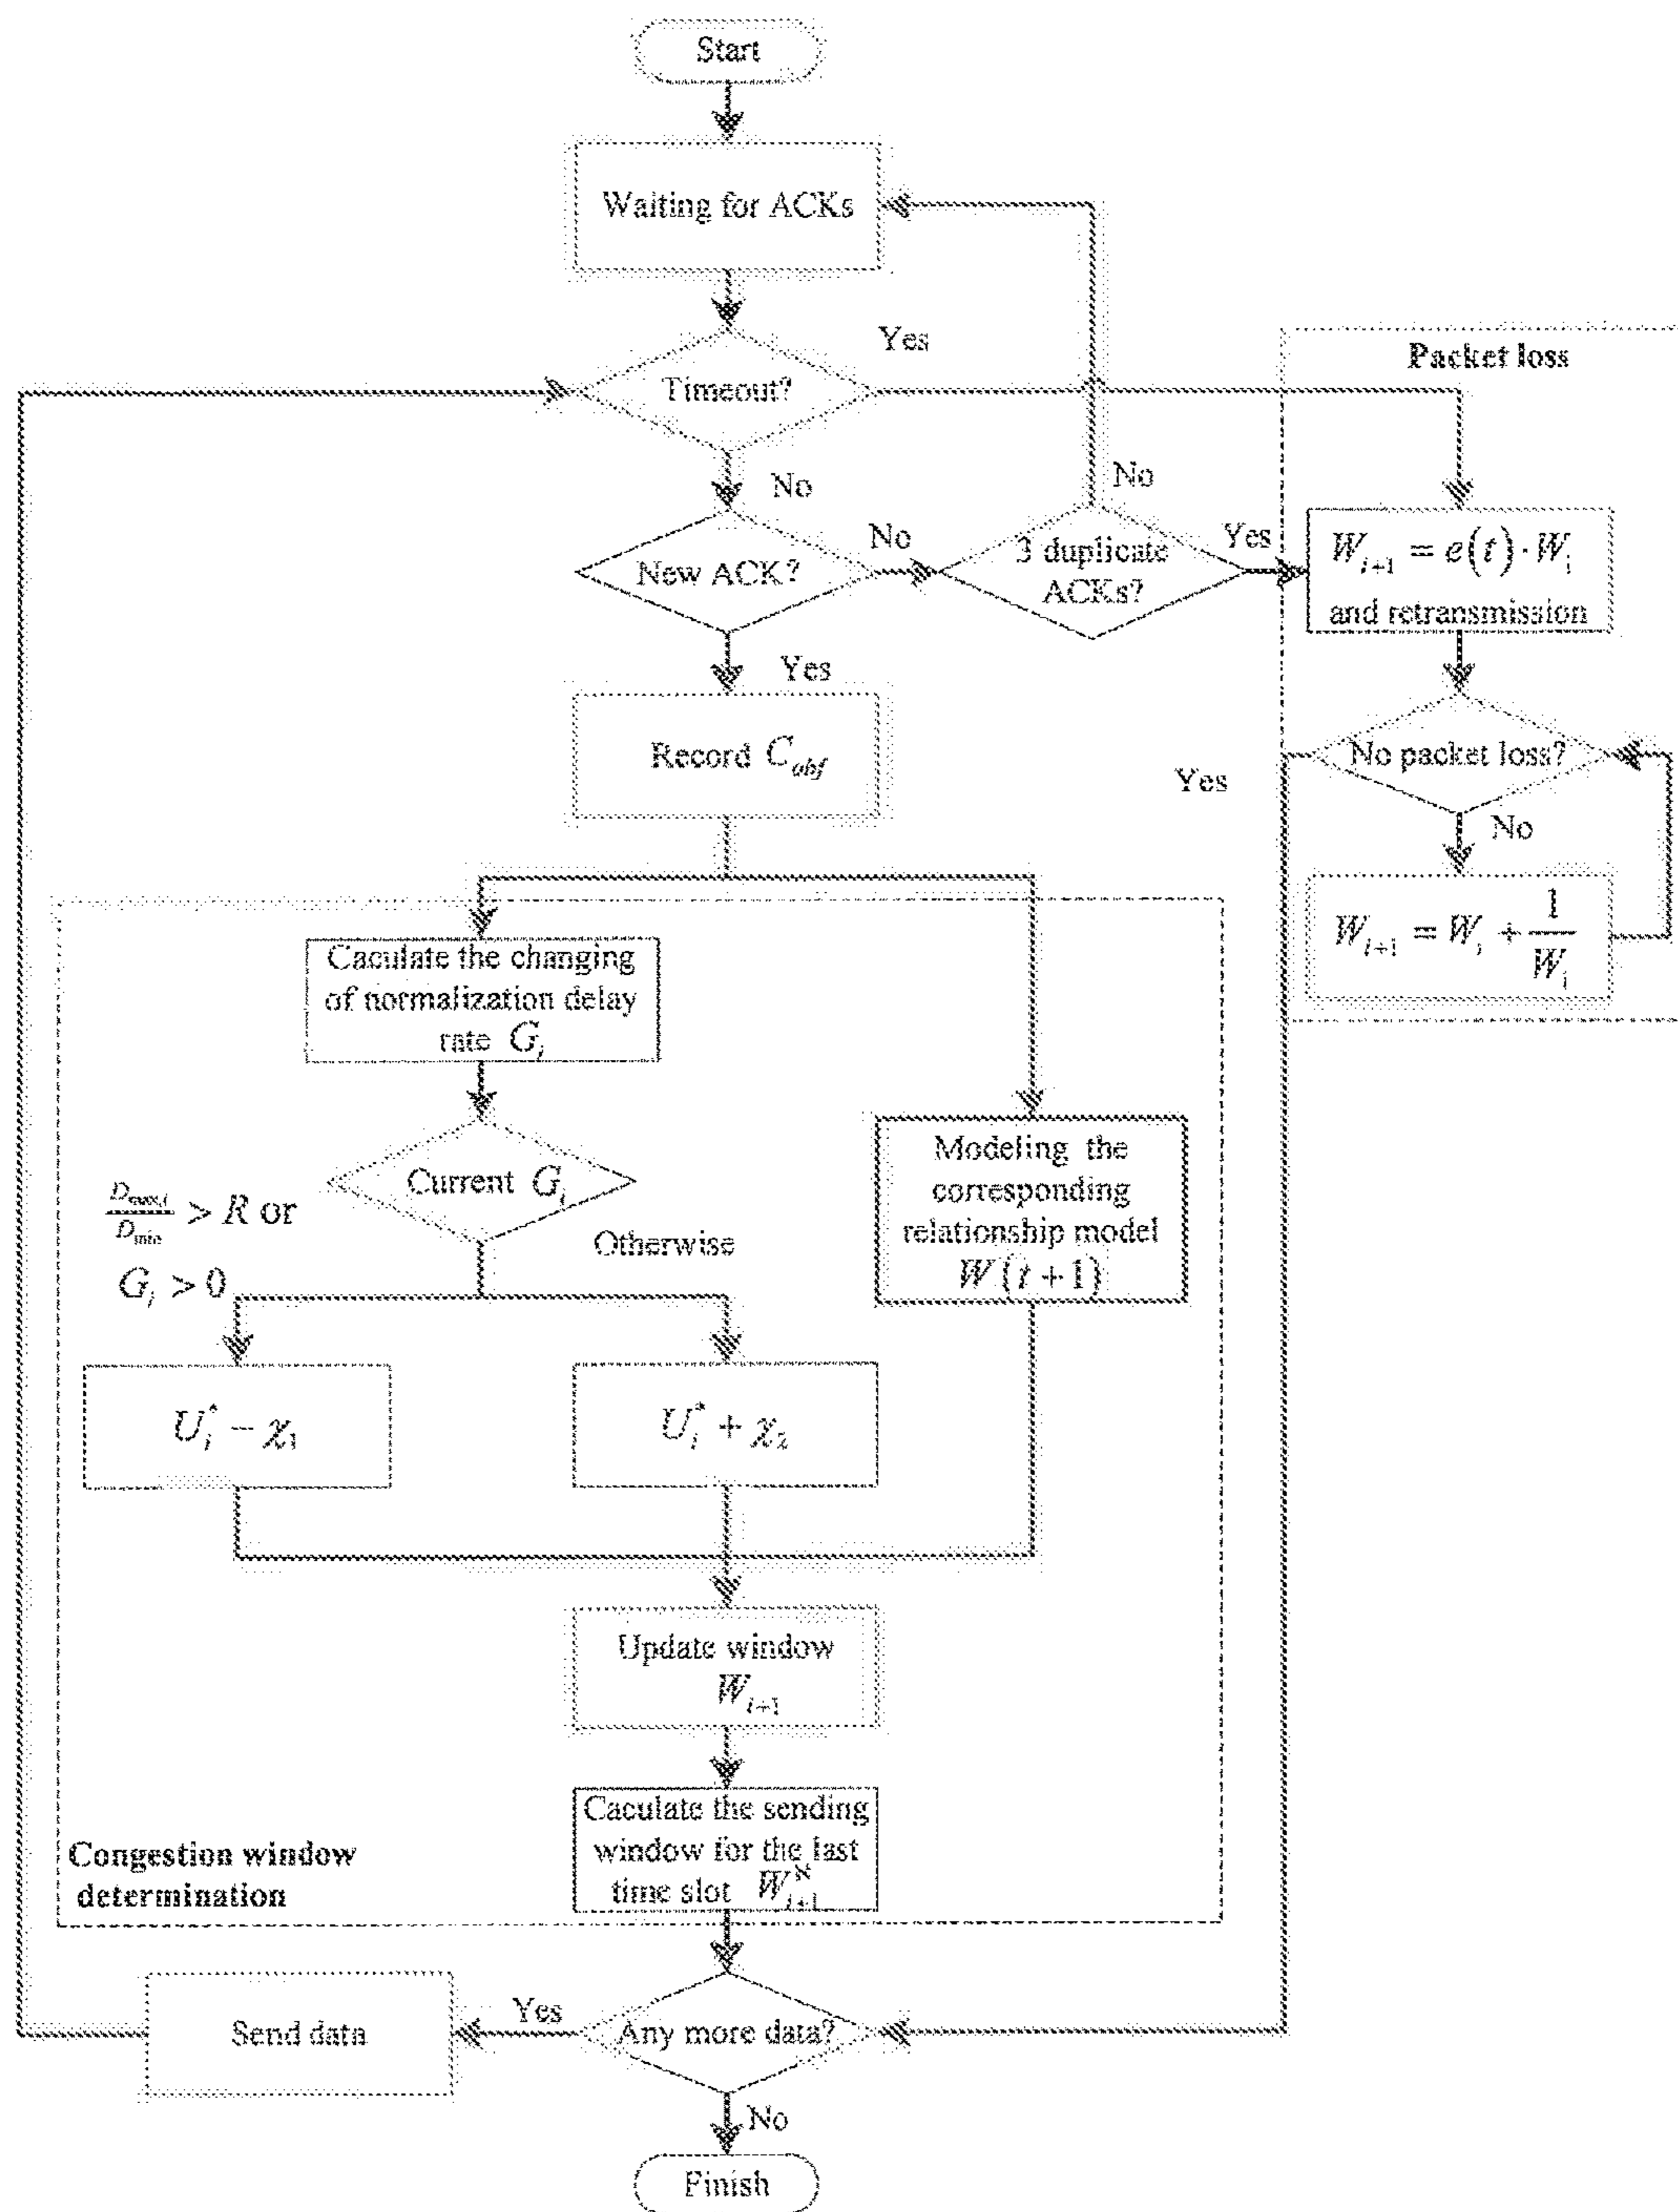 Start
Waiting for ACKs
Yes
Packet loss
Timeout?
No
No
New ACK?
No
3 duplicate
ACKs?
Yes
W_{i+1} = e(t)·W_i
and retransmission
Yes
Record C_{obf}
Yes
No packet loss?
No
W_{i+1} = W_i + 1/W_i
Caculate the changing
of normalization delay
rate G_i
Current G_i
D_{max,i}/D_{min} > R or
G_i > 0
Otherwise
Modeling the
corresponding
relationship model
W(t+1)
U_i^* − χ_1
U_i^* + χ_2
Update window
W_{i+1}
Caculate the sending
window for the last
time slot W_{i+1}^ℵ
Congestion window
determination
Send data
Yes
Any more data?
No
Finish